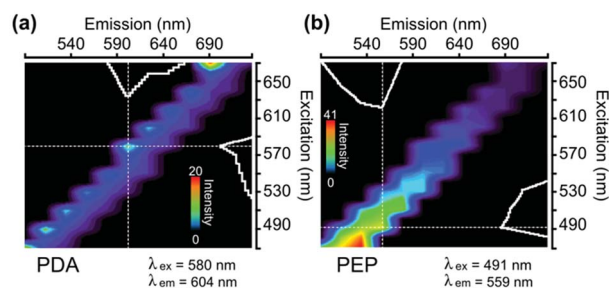 (a)
Emission (nm)
540 590 640 690
650
610
570
530
490
Excitation (nm)
20
Intensity
0
PDA
λex = 580 nm
λem = 604 nm
(b)
Emission (nm)
540 590 640 690
650
610
570
530
490
Excitation (nm)
41
Intensity
0
PEP
λex = 491 nm
λem = 559 nm